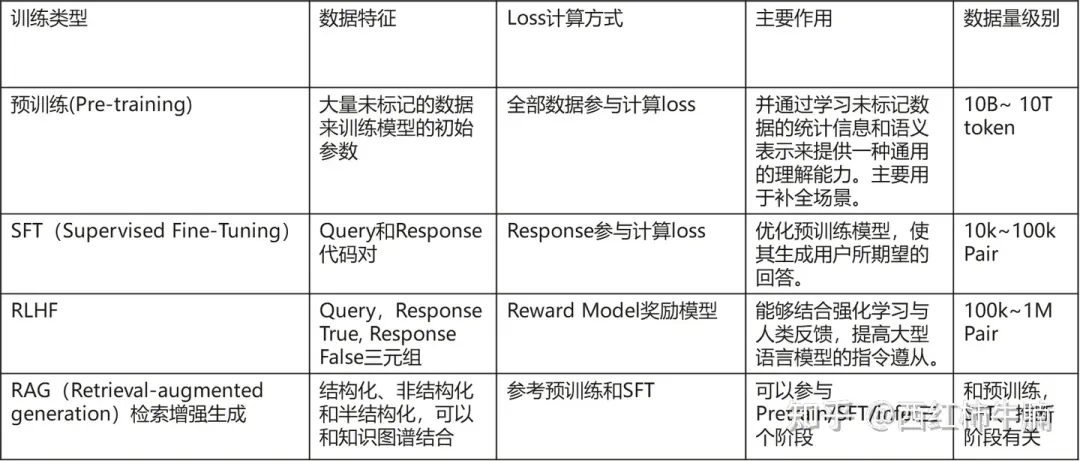 训练类型
数据特征
Loss计算方式
主要作用
数据量级别
预训练(Pre-training)
大量未标记的数据
来训练模型的初始
参数
全部数据参与计算loss
并通过学习未标记数
据的统计信息和语义
表示来提供一种通用
的理解能力。主要用
于补全场景。
10B~ 10T
token
SFT（Supervised Fine-Tuning）
Query和Response
代码对
Response参与计算loss
优化预训练模型，使
其生成用户所期望的
回答。
10k~100k
Pair
RLHF
Query，Response
True, Response
False三元组
Reward Model奖励模型
能够结合强化学习与
人类反馈，提高大型
语言模型的指令遵从。
100k~1M
Pair
RAG（Retrieval-augmented
generation）检索增强生成
结构化、非结构化
和半结构化，可以
和知识图谱结合
参考预训练和SFT
可以参与
Pretrain/SFT/infer三
个阶段
和预训练，
SFT，推断
阶段有关
知乎 @西红柿牛腩